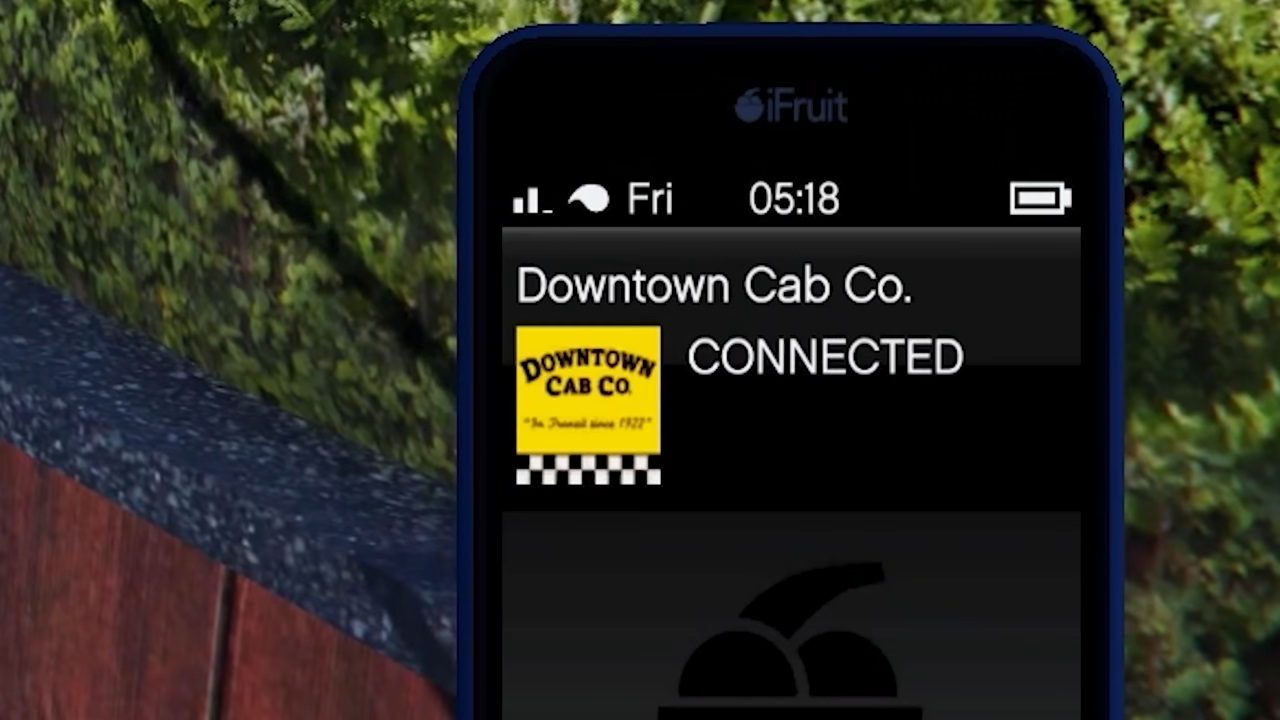 iFruit
Fri 05:18
Downtown Cab Co.
CONNECTED
DOWNTOWN
CAB CO.
"In Transit since 1922"